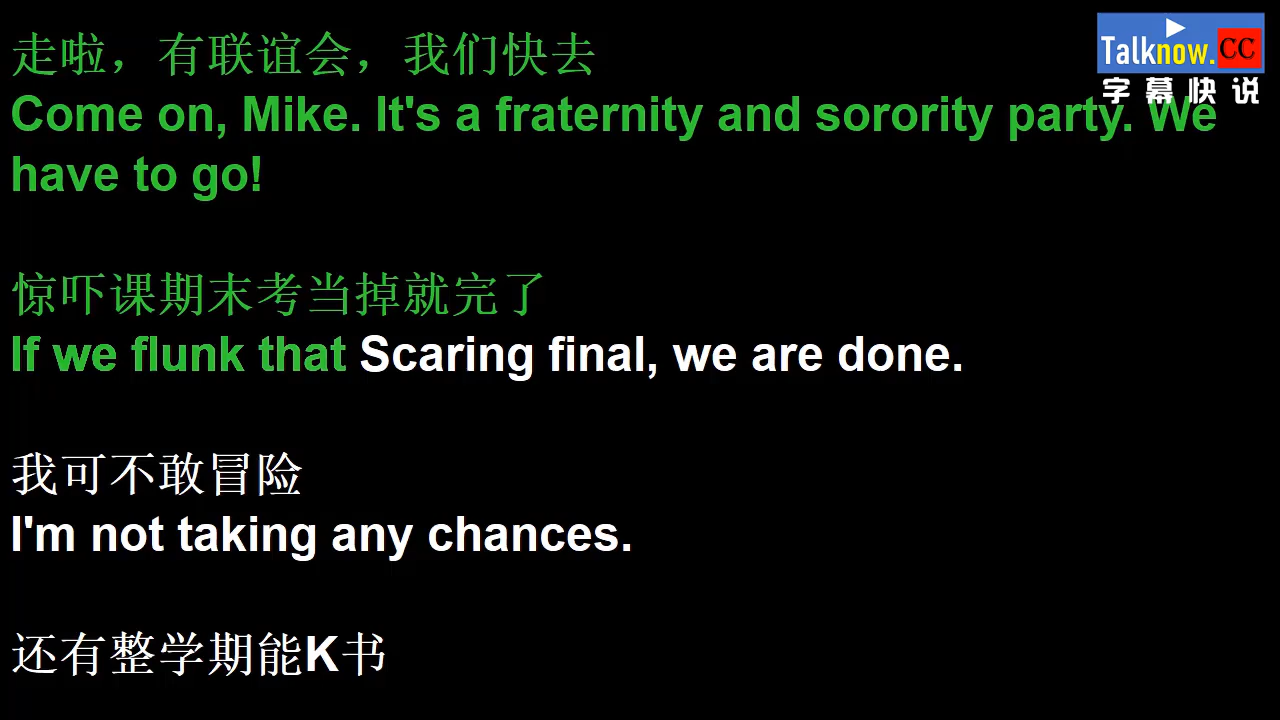 走啦，有联谊会，我们快去
Talknow.CC
字幕快说
Come on, Mike. It's a fraternity and sorority party. We
have to go!
惊吓课期末考当掉就完了
If we flunk that Scaring final, we are done.
我可不敢冒险
I'm not taking any chances.
还有整学期能K书